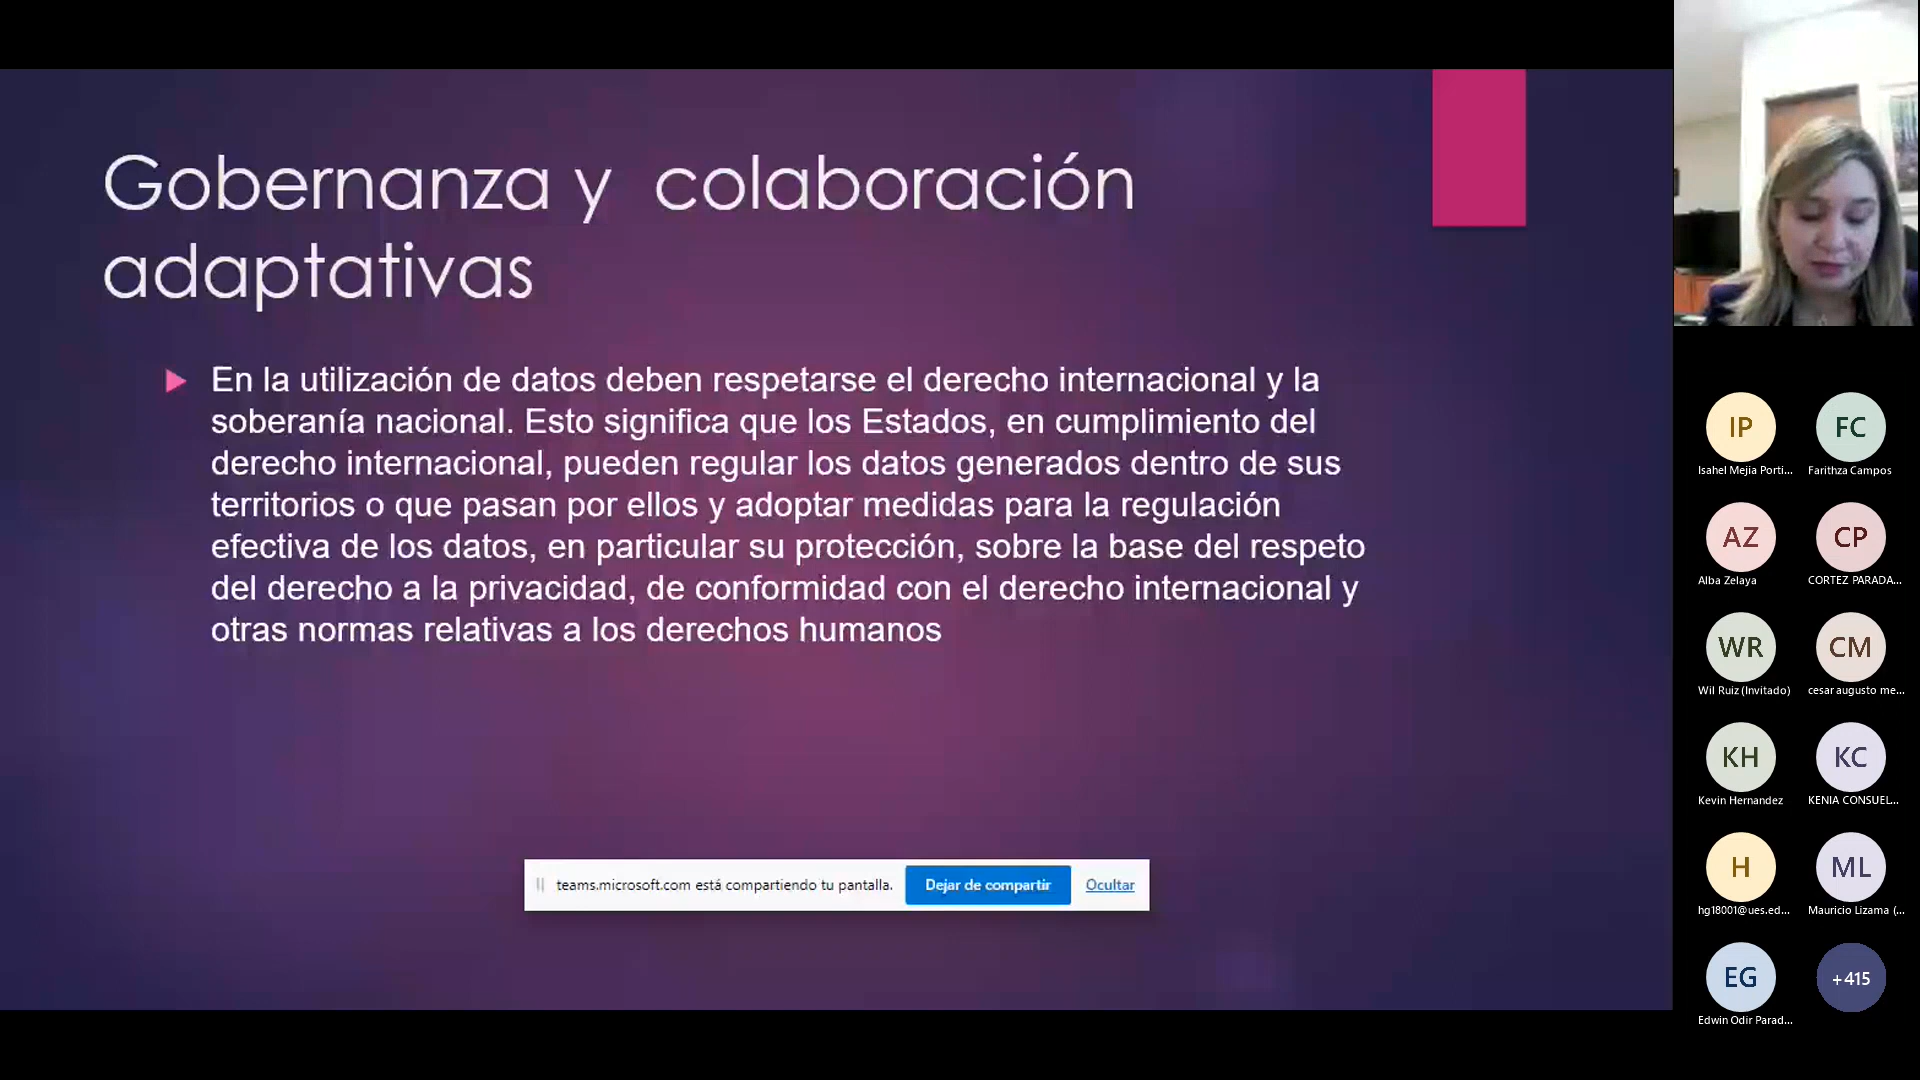 Gobernanza y colaboración
adaptativas
En la utilización de datos deben respetarse el derecho internacional y la
soberanía nacional. Esto significa que los Estados, en cumplimiento del
derecho internacional, pueden regular los datos generados dentro de sus
territorios o que pasan por ellos y adoptar medidas para la regulación
efectiva de los datos, en particular su protección, sobre la base del respeto
del derecho a la privacidad, de conformidad con el derecho internacional y
otras normas relativas a los derechos humanos
teams.microsoft.com está compartiendo tu pantalla. Dejar de compartir Ocultar
IP FC
Isahel Mejia Porti... Farithza Campos
AZ CP
Alba Zelaya CORTEZ PARADA...
WR CM
Wil Ruiz (Invitado) cesar augusto me...
KH KC
Kevin Hernandez KENIA CONSUEL...
H ML
hg18001@ues.ed... Mauricio Lizama (...
EG +415
Edwin Odir Parad...